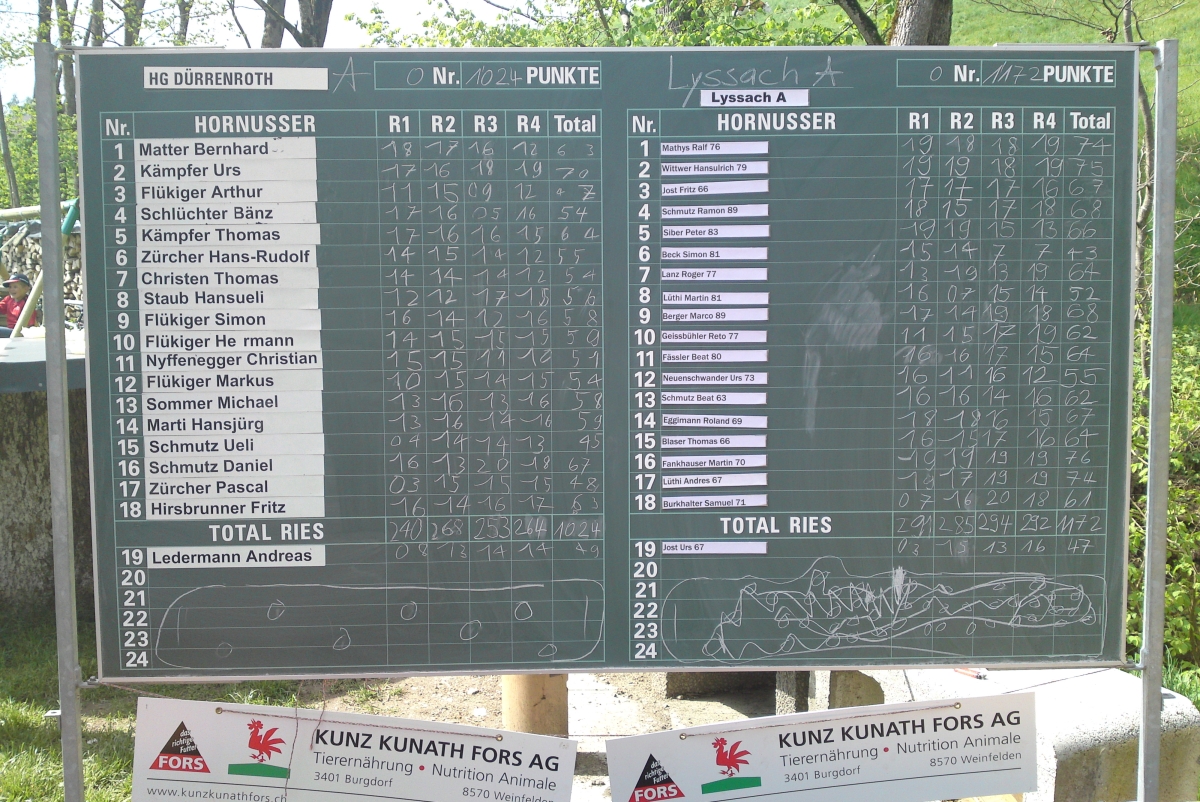 HG DÜRRENROTH A 0 Nr. 1024 PUNKTE
Nr. HORNUSSER R1 R2 R3 R4 Total
1 Matter Bernhard 18 17 16 12 63
2 Kämpfer Urs 17 16 18 19 70
3 Flükiger Arthur 11 15 09 12
4 Schlüchter Bänz 17 16 05 16 54
5 Kämpfer Thomas 17 16 16 15 64
6 Zürcher Hans-Rudolf 14 15 14 12 55
7 Christen Thomas 14 14 14 12 54
8 Staub Hansueli 12 12 17 15 56
9 Flükiger Simon 16 14 12 16 58
10 Flükiger He rmann 14 15 15 15 59
11 Nyffenegger Christian 15 15 11 10 51
12 Flükiger Markus 10 15 14 15 54
13 Sommer Michael 13 16 13 16 58
14 Marti Hansjürg 13 16 14 16 59
15 Schmutz Ueli 04 14 14 13 45
16 Schmutz Daniel 16 13 20 18 67
17 Zürcher Pascal 03 15 15 15 48
18 Hirsbrunner Fritz 16 14 16 17 63
TOTAL RIES 240 268 253 264 1024
19 Ledermann Andreas 08 13 14 14 49
20
21
22
23
24
Lyssach A 0 Nr. 1172 PUNKTE
Lyssach A
Nr. HORNUSSER R1 R2 R3 R4 Total
1 Mathys Ralf 76 19 18 18 19 74
2 Wittwer Hansulrich 79 19 19 18 19 75
3 Jost Fritz 66 17 17 17 16 67
4 Schmutz Ramon 89 18 15 17 18 68
5 Siber Peter 83 19 19 15 13 66
6 Beck Simon 81 15 14 7 7 43
7 Lanz Roger 77 13 19 13 19 64
8 Lüthi Martin 81 16 07 15 14 52
9 Berger Marco 89 17 14 19 18 68
10 Geissbühler Reto 77 11 15 17 19 62
11 Fässler Beat 80 16 16 17 15 64
12 Neuenschwander Urs 73 16 11 16 12 55
13 Schmutz Beat 63 16 16 14 16 62
14 Eggimann Roland 69 18 18 16 15 67
15 Blaser Thomas 66 16 15 17 16 64
16 Fankhauser Martin 70 19 19 19 19 76
17 Lüthi Andres 67 19 17 19 19 74
18 Burkhalter Samuel 71 07 16 20 18 61
TOTAL RIES 291 285 294 292 1172
19 Jost Urs 67 03 15 13 16 47
20
21
22
23
24
das richtige Futter
FORS
KUNZ KUNATH FORS AG
Tierernährung • Nutrition Animale
3401 Burgdorf 8570 Weinfelden
www.kunzkunathfors.ch
das richtige Futter
FORS
KUNZ KUNATH FORS AG
Tierernährung • Nutrition Animale
3401 Burgdorf 8570 Weinfelden